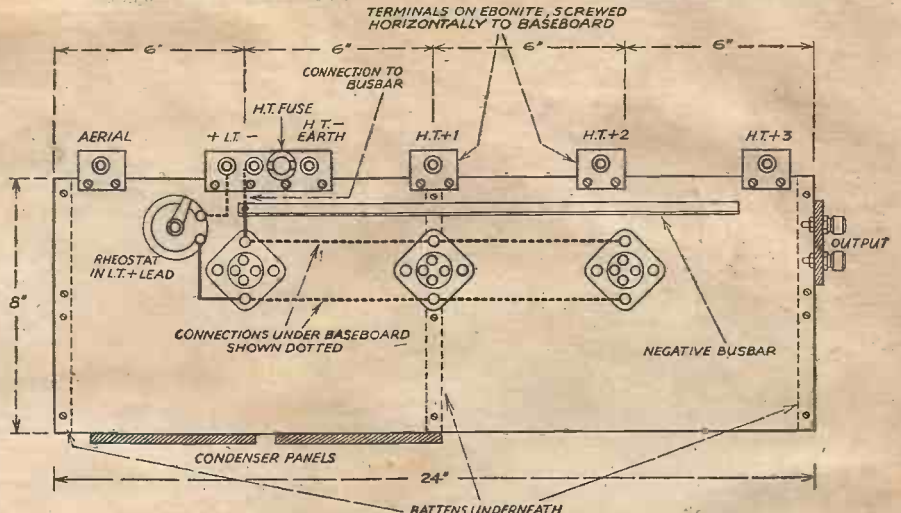 TERMINALS ON EBONITE, SCREWED
HORIZONTALLY TO BASEBOARD
6"
6"
6"
6"
CONNECTION TO
BUSBAR
H.T. FUSE
AERIAL
+ L.T. -
H.T.-
EARTH
H.T.+1
H.T.+2
H.T.+3
8"
RHEOSTAT
IN L.T.+ LEAD
OUTPUT
CONNECTIONS UNDER BASEBOARD
SHOWN DOTTED
NEGATIVE BUSBAR
CONDENSER PANELS
24"
BATTENS UNDERNEATH